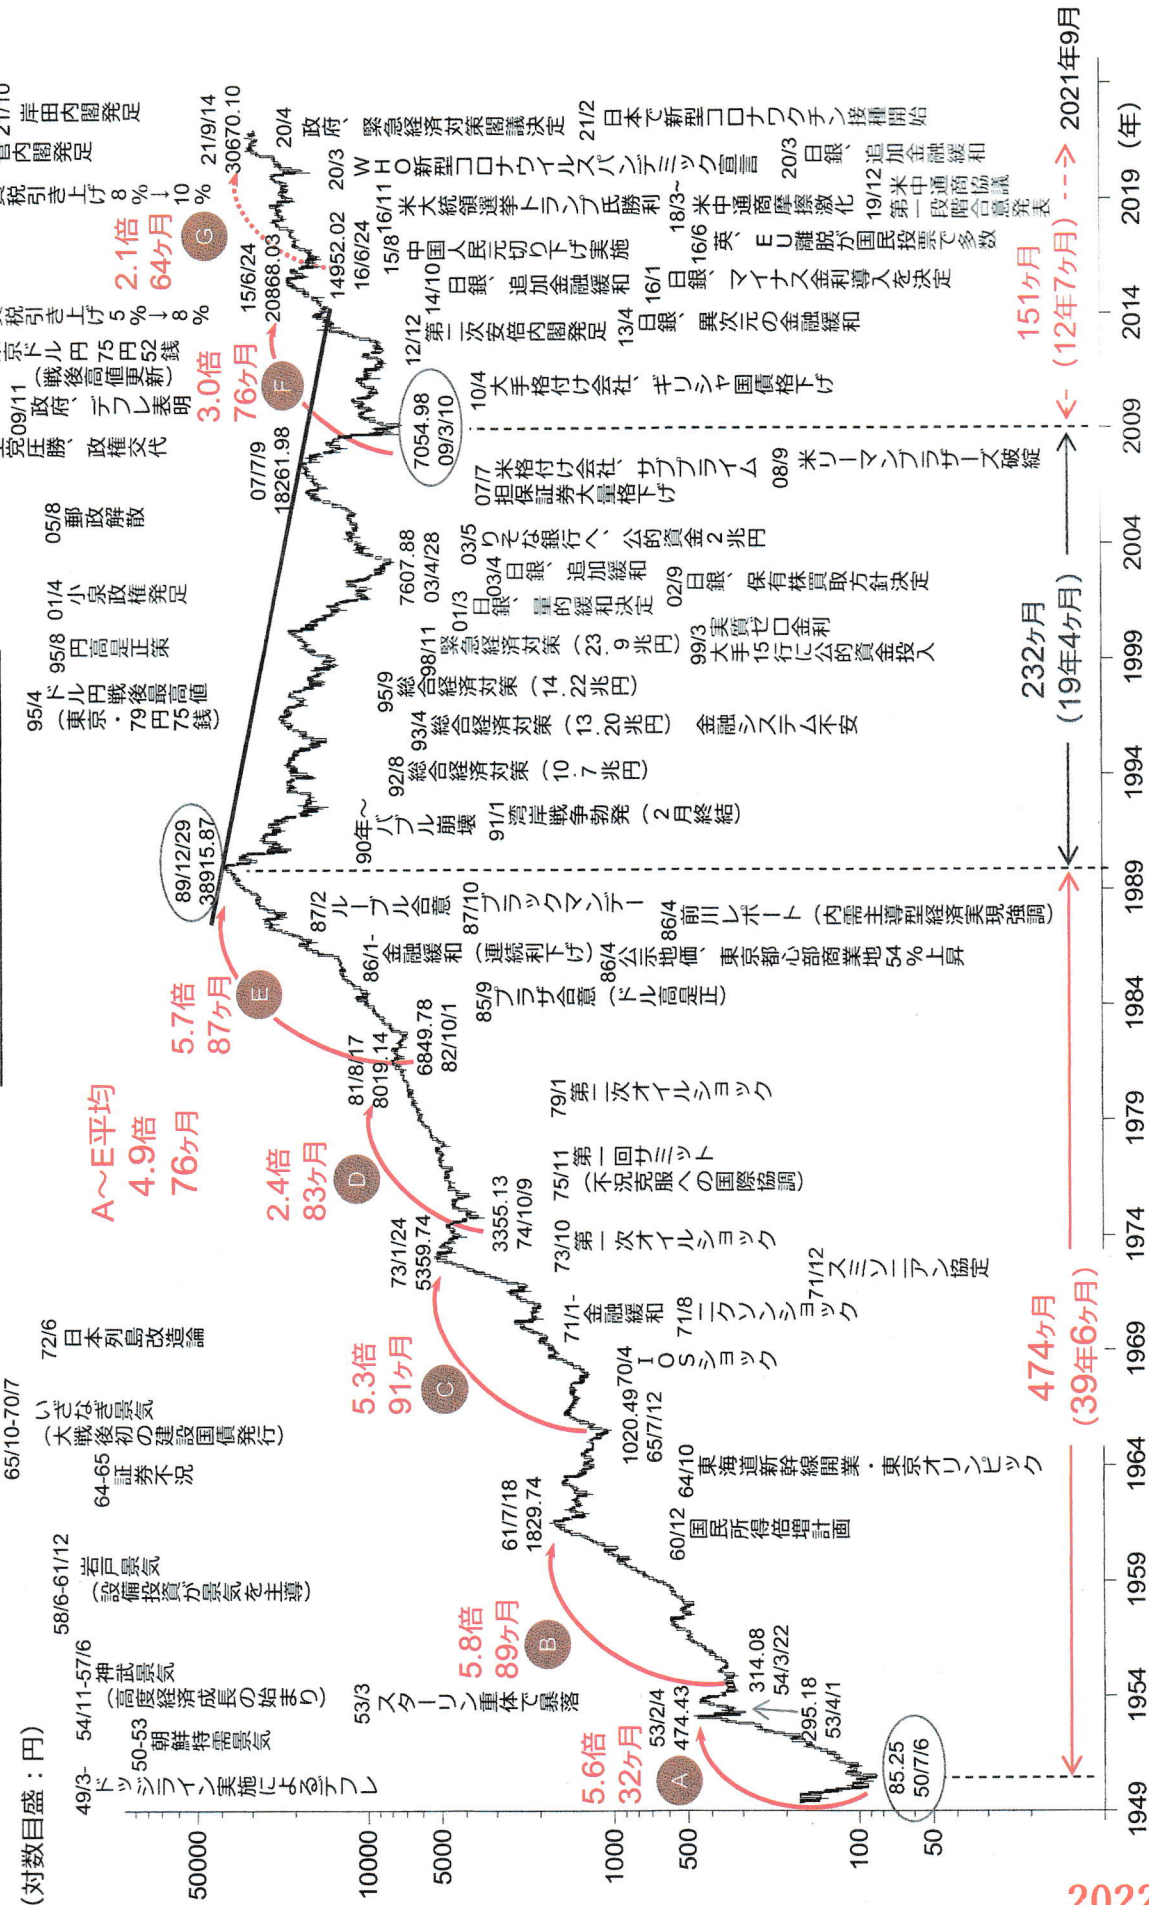 (対数目盛：円)
50000
10000
5000
1000
500
100
50
1949
1954
1959
1964
1969
1974
1979
1984
1989
1994
1999
2004
2009
2014
2019
(年)
49/3-
ドッジライン実施によるデフレ
50-53
朝鮮特需景気
54/11-57/6
神武景気
(高度経済成長の始まり)
58/6-61/12
岩戸景気
(設備投資が景気を主導)
64-65
証券不況
65/10-70/7
いざなぎ景気
(大戦後初の建設国債発行)
72/6
日本列島改造論
53/3
スターリン重体で暴落
A
5.6倍
32ヶ月
53/2/4
474.43
85.25
50/7/6
295.18
53/4/1
314.08
54/3/22
B
5.8倍
89ヶ月
61/7/18
1829.74
60/12
国民所得倍増計画
64/10
東海道新幹線開業・東京オリンピック
1020.49
65/7/12
C
5.3倍
91ヶ月
70/4
IOSショック
71/1-
金融緩和
71/8
ニクソンショック
71/12
スミソニアン協定
73/1/24
5359.74
73/10
第一次オイルショック
3355.13
74/10/9
75/11
第一回サミット
(不況克服への国際協調)
79/1
第二次オイルショック
D
2.4倍
83ヶ月
A〜E平均
4.9倍
76ヶ月
81/8/17
8019.14
6849.78
82/10/1
E
5.7倍
87ヶ月
85/9
プラザ合意
(ドル高是正)
86/1-
金融緩和
(連続利下げ)
86/4
公示地価、東京都心部商業地54%上昇
86/4
前川レポート
(内需主導型経済実現強調)
87/2
ルーブル合意
87/10
ブラックマンデー
89/12/29
38915.87
90年〜
バブル崩壊
91/1
湾岸戦争勃発
(2月終結)
92/8
総合経済対策
(10.7兆円)
93/4
総合経済対策
(13.20兆円)
金融システム不安
95/4
ドル円戦後最高値
(東京・79円75銭)
95/8
円高是正策
95/9
総合経済対策
(14.22兆円)
98/11
緊急経済対策
(23.9兆円)
99/3
実質ゼロ金利
大手15行に公的資金投入
01/3
日銀、量的緩和決定
01/4
小泉政権発足
02/9
日銀、保有株買取方針決定
03/4
日銀、追加緩和
03/5
りそな銀行へ、公的資金2兆円
7607.88
03/4/28
05/8
郵政解散
07/7/9
18261.98
07/7
米格付け会社、サブプライム
担保証券大量格下げ
08/9
米リーマンブラザーズ破綻
7054.98
09/3/10
党圧勝、政権交代
09/11
政府、デフレ表明
京ドル円75円52銭
(戦後高値更新)
F
3.0倍
76ヶ月
10/4
大手格付け会社、ギリシャ国債格下げ
12/12
第二次安倍内閣発足
13/4
日銀、異次元の金融緩和
税引き上げ5%→8%
14/10
日銀、追加金融緩和
15/6/24
20868.03
15/8
中国人民元切り下げ実施
16/1
日銀、マイナス金利導入を決定
14952.02
16/6/24
16/6
英、EU離脱が国民投票で多数
16/11
米大統領選挙トランプ氏勝利
18/3~
米中通商摩擦激化
G
2.1倍
64ヶ月
税引き上げ8%→10%
19/12
米中通商協議
第一段階合意発表
20/3
WHO新型コロナウイルスパンデミック宣言
20/3
日銀、追加金融緩和
20/4
政府、緊急経済対策閣議決定
21/2
日本で新型コロナワクチン接種開始
21/9/14
30670.10
内閣発足
21/10
岸田内閣発足
474ヶ月
(39年6ヶ月)
232ヶ月
(19年4ヶ月)
151ヶ月
(12年7ヶ月)
2021年9月
2022